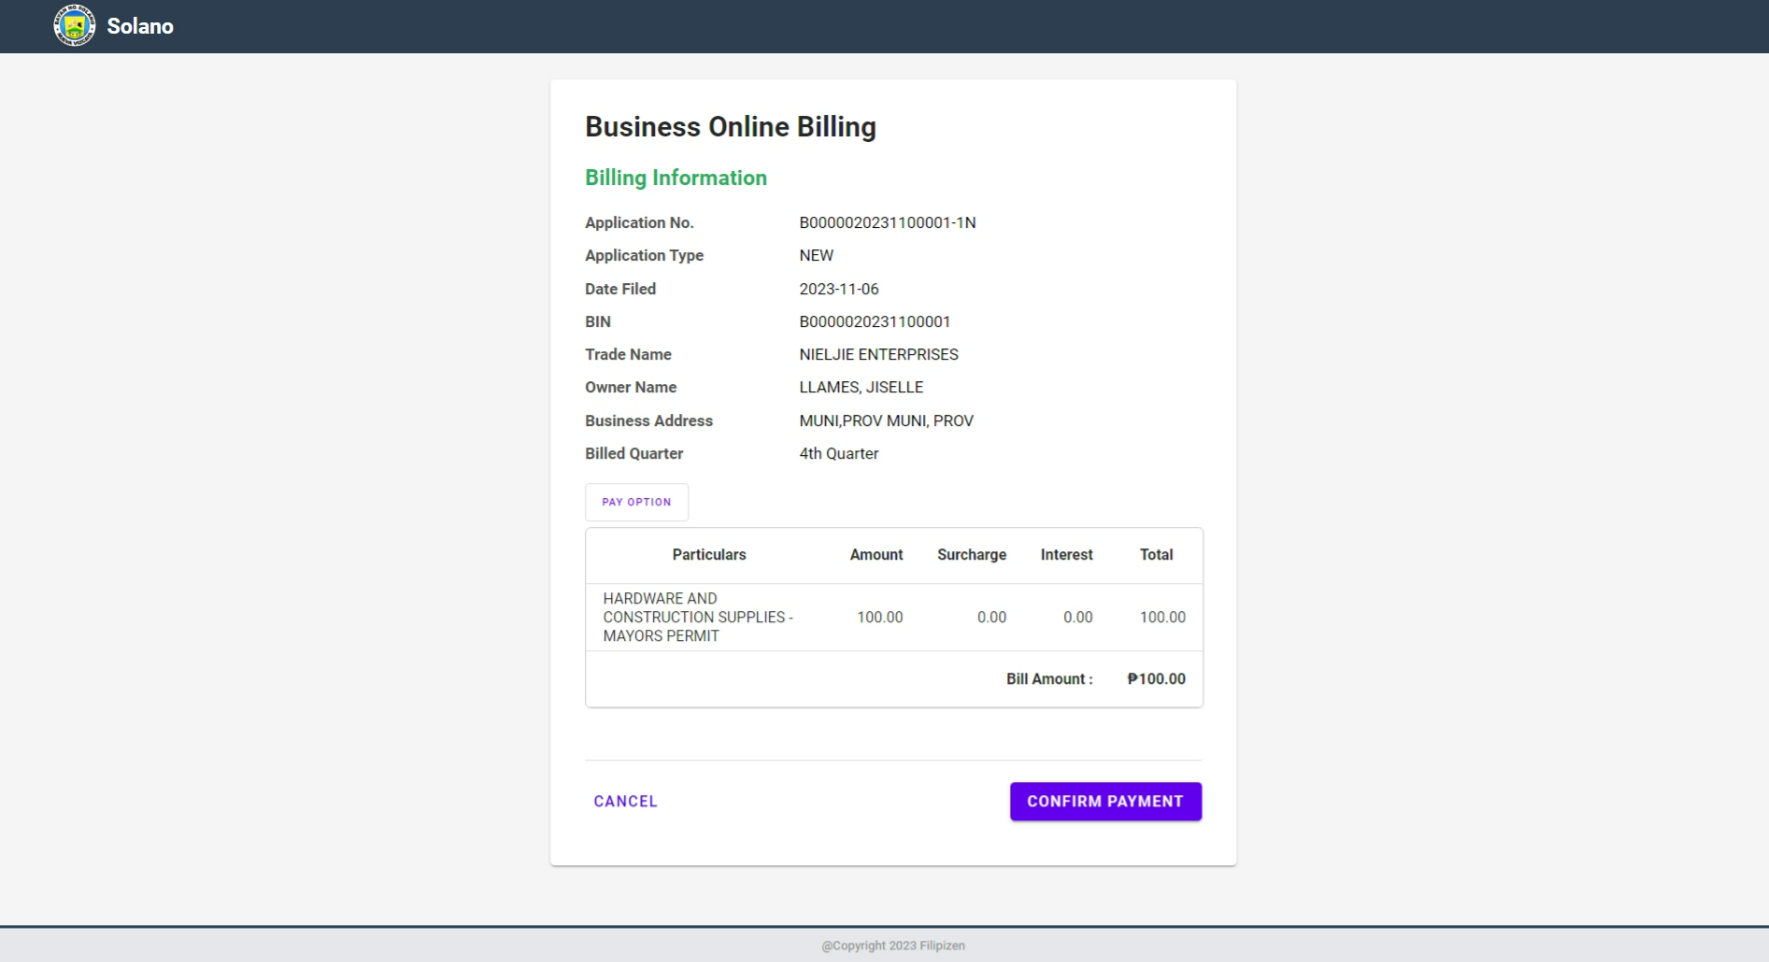 Solano
Business Online Billing
Billing Information
Application No. B0000020231100001-1N
Application Type NEW
Date Filed 2023-11-06
BIN B0000020231100001
Trade Name NIELJIE ENTERPRISES
Owner Name LLAMES, JISELLE
Business Address MUNI,PROV MUNI, PROV
Billed Quarter 4th Quarter
PAY OPTION
Particulars Amount Surcharge Interest Total
HARDWARE AND
CONSTRUCTION SUPPLIES - 100.00 0.00 0.00 100.00
MAYORS PERMIT
Bill Amount : ₱100.00
CANCEL CONFIRM PAYMENT
@Copyright 2023 Filipizen